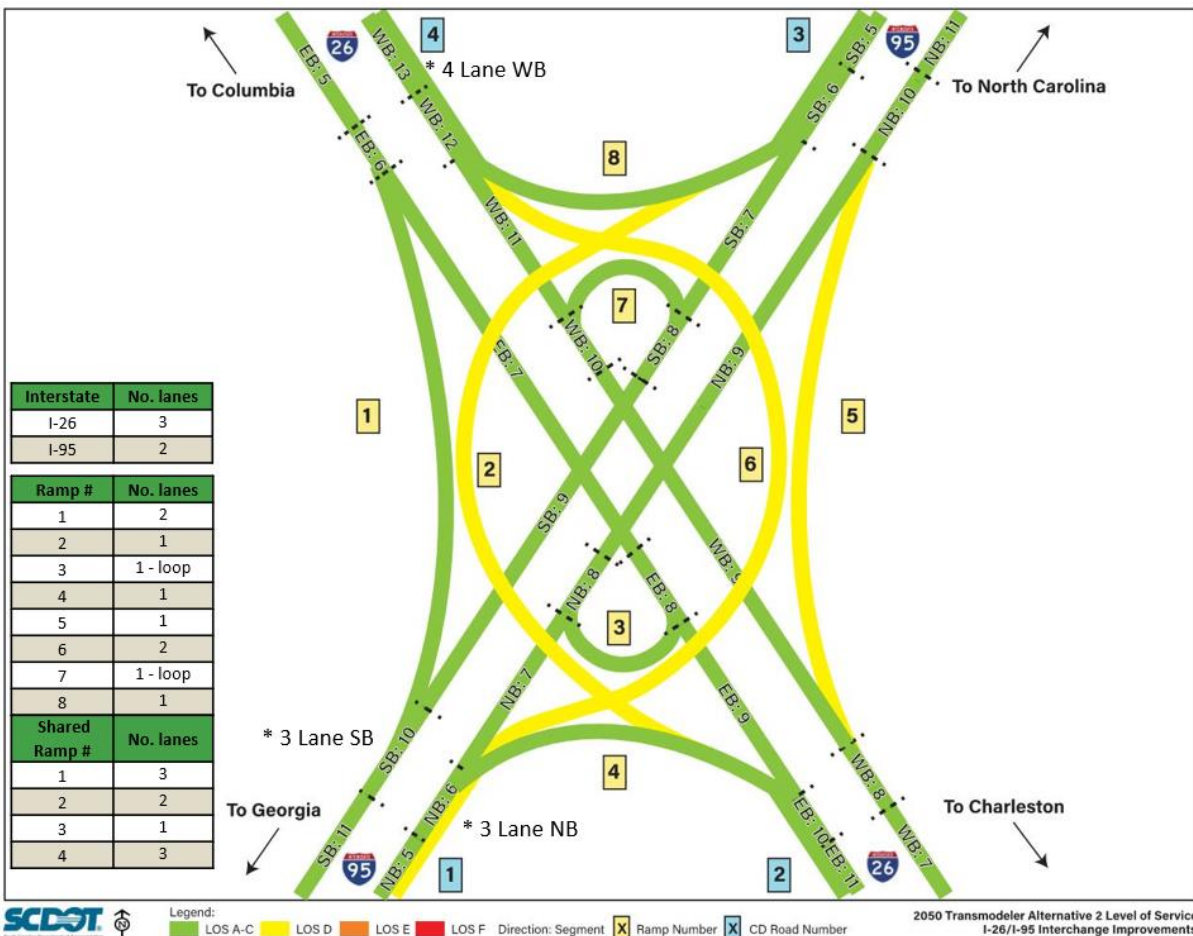 EB: 5
26
WB: 13
4
3
SB: 5
95
NB: 11
* 4 Lane WB
To Columbia
To North Carolina
WB: 12
SB: 6
NB: 10
EB: 6
8
WB: 11
SB: 7
7
EB: 7
WB: 10
SB: 8
NB: 9
Interstate No. lanes
I-26 3
I-95 2
1
5
2
6
Ramp # No. lanes
1 2
2 1
3 1 - loop
4 1
5 1
6 2
7 1 - loop
8 1
Shared Ramp # No. lanes
1 3
2 2
3 1
4 3
SB: 9
WB: 9
NB: 8
EB: 8
3
NB: 7
EB: 9
* 3 Lane SB
SB: 10
4
NB: 6
WB: 8
To Georgia
To Charleston
* 3 Lane NB
EB: 10
SB: 11
NB: 5
EB: 11
WB: 7
95
1
2
26
SCDOT
N
Legend:
LOS A-C LOS D LOS E LOS F Direction: Segment X Ramp Number X CD Road Number
2050 Transmodeler Alternative 2 Level of Service
I-26/I-95 Interchange Improvements